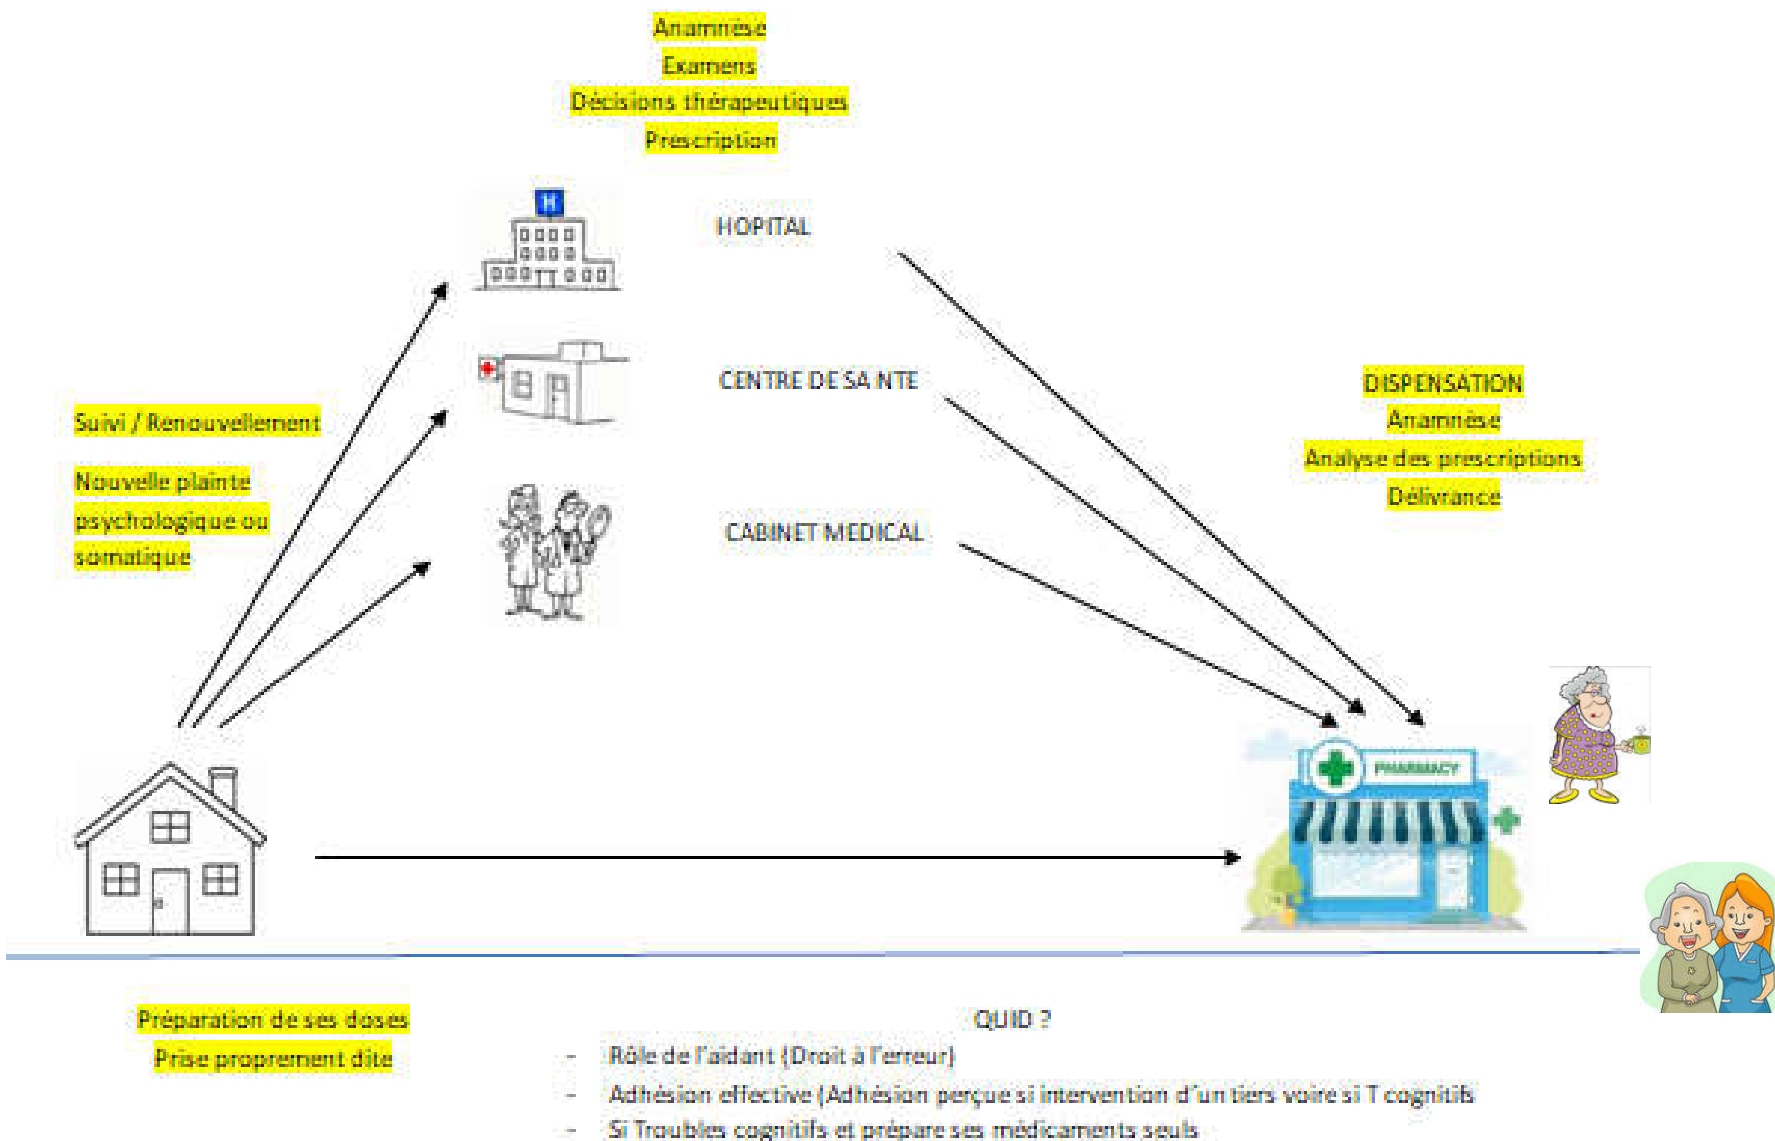 Anamnèse
Examens
Décisions thérapeutiques
Prescription
H
HOPITAL
CENTRE DE SA NTE
CABINET MEDICAL
Suivi / Renouvellement
Nouvelle plainte
psychologique ou
somatique
DISPENSATION
Anamnèse
Analyse des prescriptions
Délivrance
PHARMACY
Préparation de ses doses
Prise proprement dite
QUID ?
- Rôle de l'aidant (Droit à l'erreur)
- Adhésion effective (Adhésion perçue si intervention d'un tiers voire si T cognitifs
- Si Troubles cognitifs et prépare ses médicaments seuls